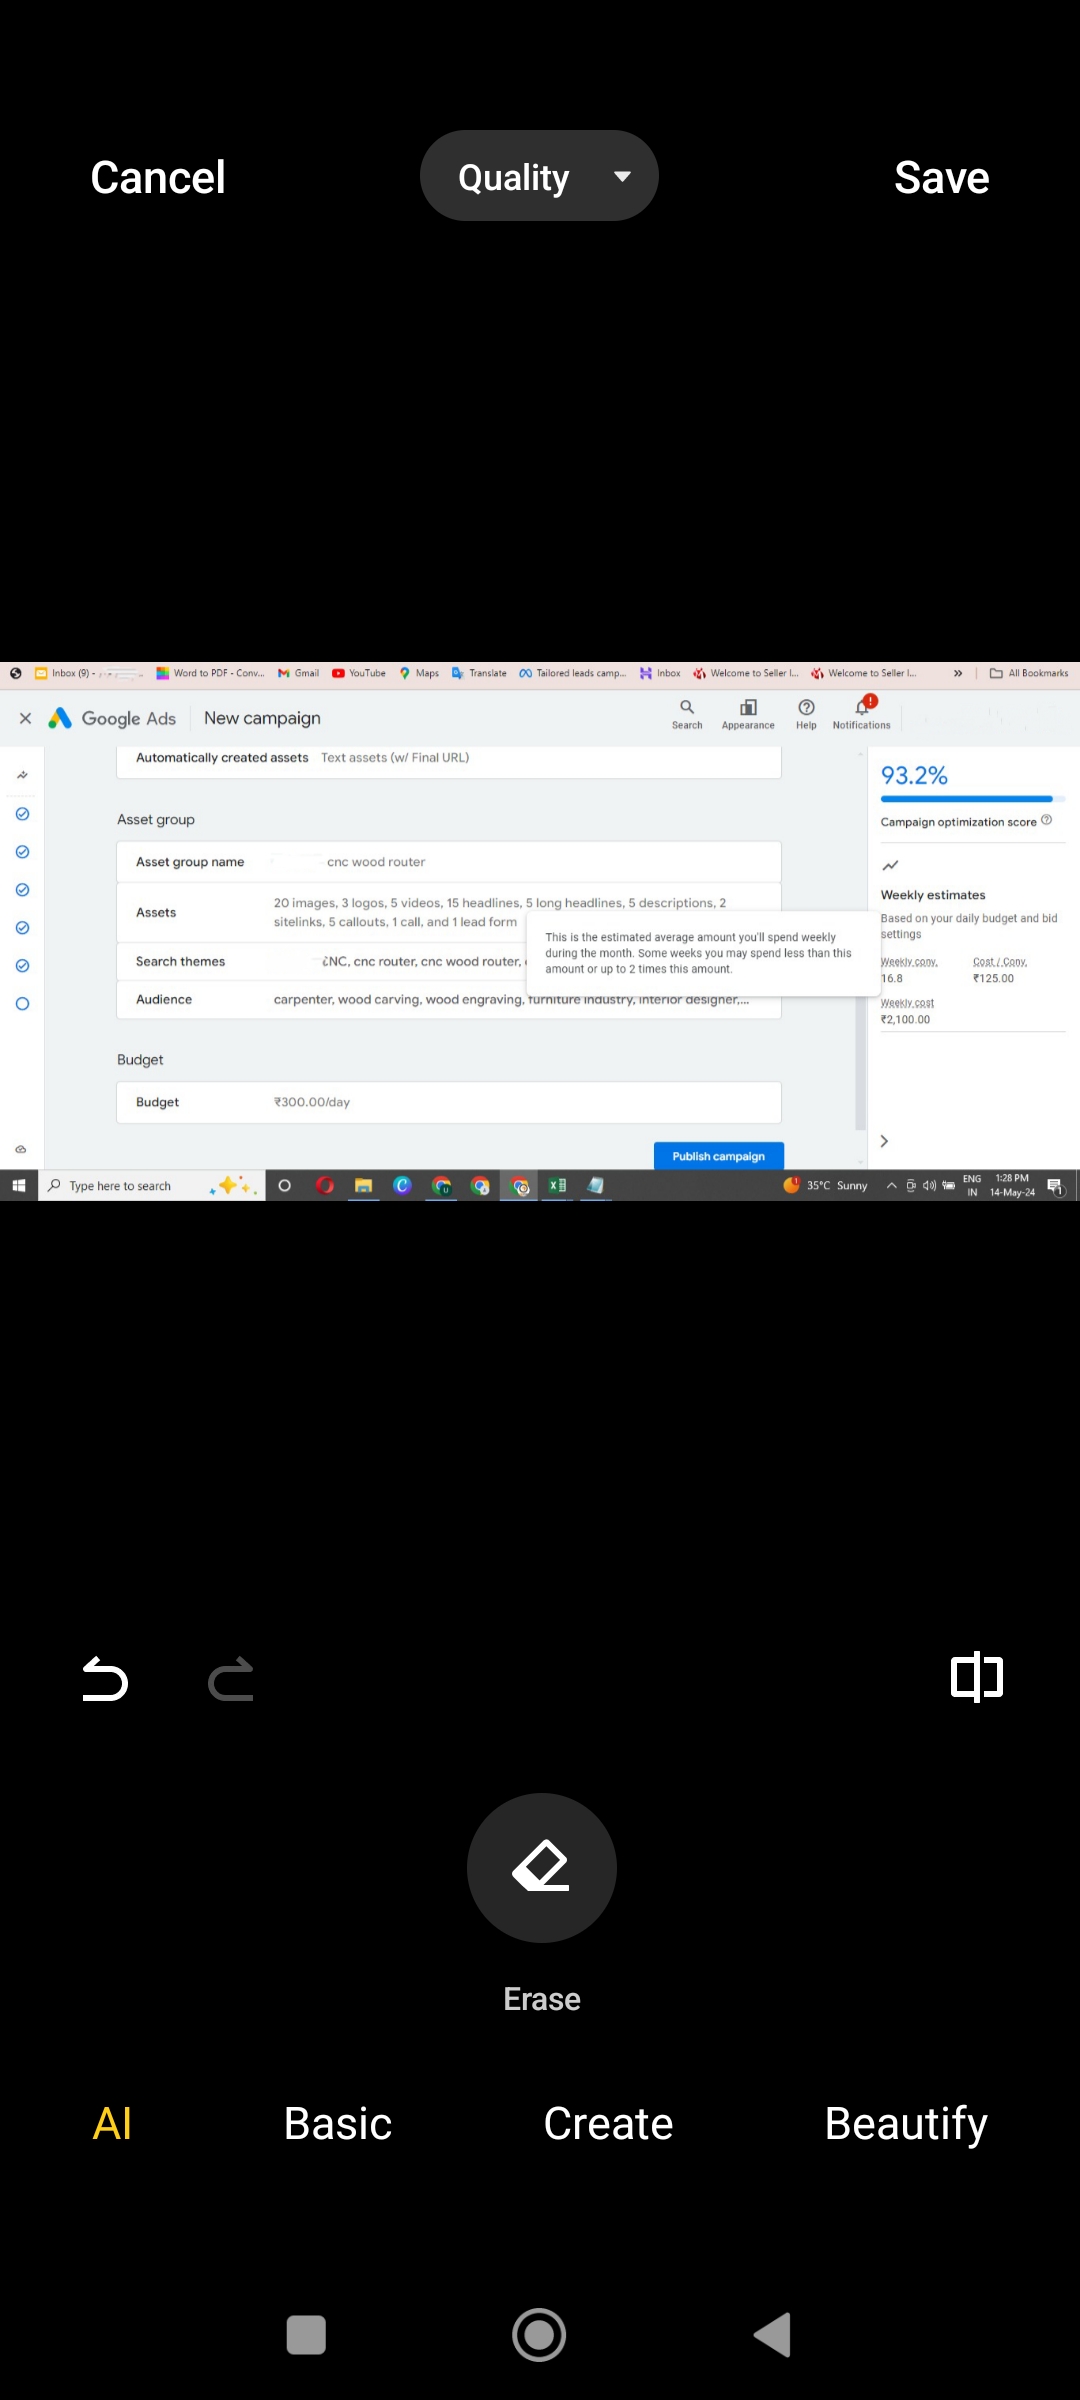 Cancel
Quality
Save
Inbox (9) -
Word to PDF - Conv...
Gmail
YouTube
Maps
Translate
Tailored leads camp...
Inbox
Welcome to Seller I...
Welcome to Seller I...
»
All Bookmarks
Google Ads
New campaign
Search
Appearance
Help
Notifications
Automatically created assets Text assets (w/ Final URL)
Asset group
Asset group name cnc wood router
Assets
20 images, 3 logos, 5 videos, 15 headlines, 5 long headlines, 5 descriptions, 2
sitelinks, 5 callouts, 1 call, and 1 lead form
Search themes CNC, cnc router, cnc wood router,
Audience carpenter, wood carving, wood engraving, furniture industry, interior designer,...
This is the estimated average amount you'll spend weekly
during the month. Some weeks you may spend less than this
amount or up to 2 times this amount.
Budget
Budget ₹300.00/day
Publish campaign
93.2%
Campaign optimization score
Weekly estimates
Based on your daily budget and bid
settings
Weekly conv. Cost / Conv.
16.8 ₹125.00
Weekly cost
₹2,100.00
Type here to search
35°C Sunny
ENG
IN
1:28 PM
14-May-24
1
Erase
AI
Basic
Create
Beautify